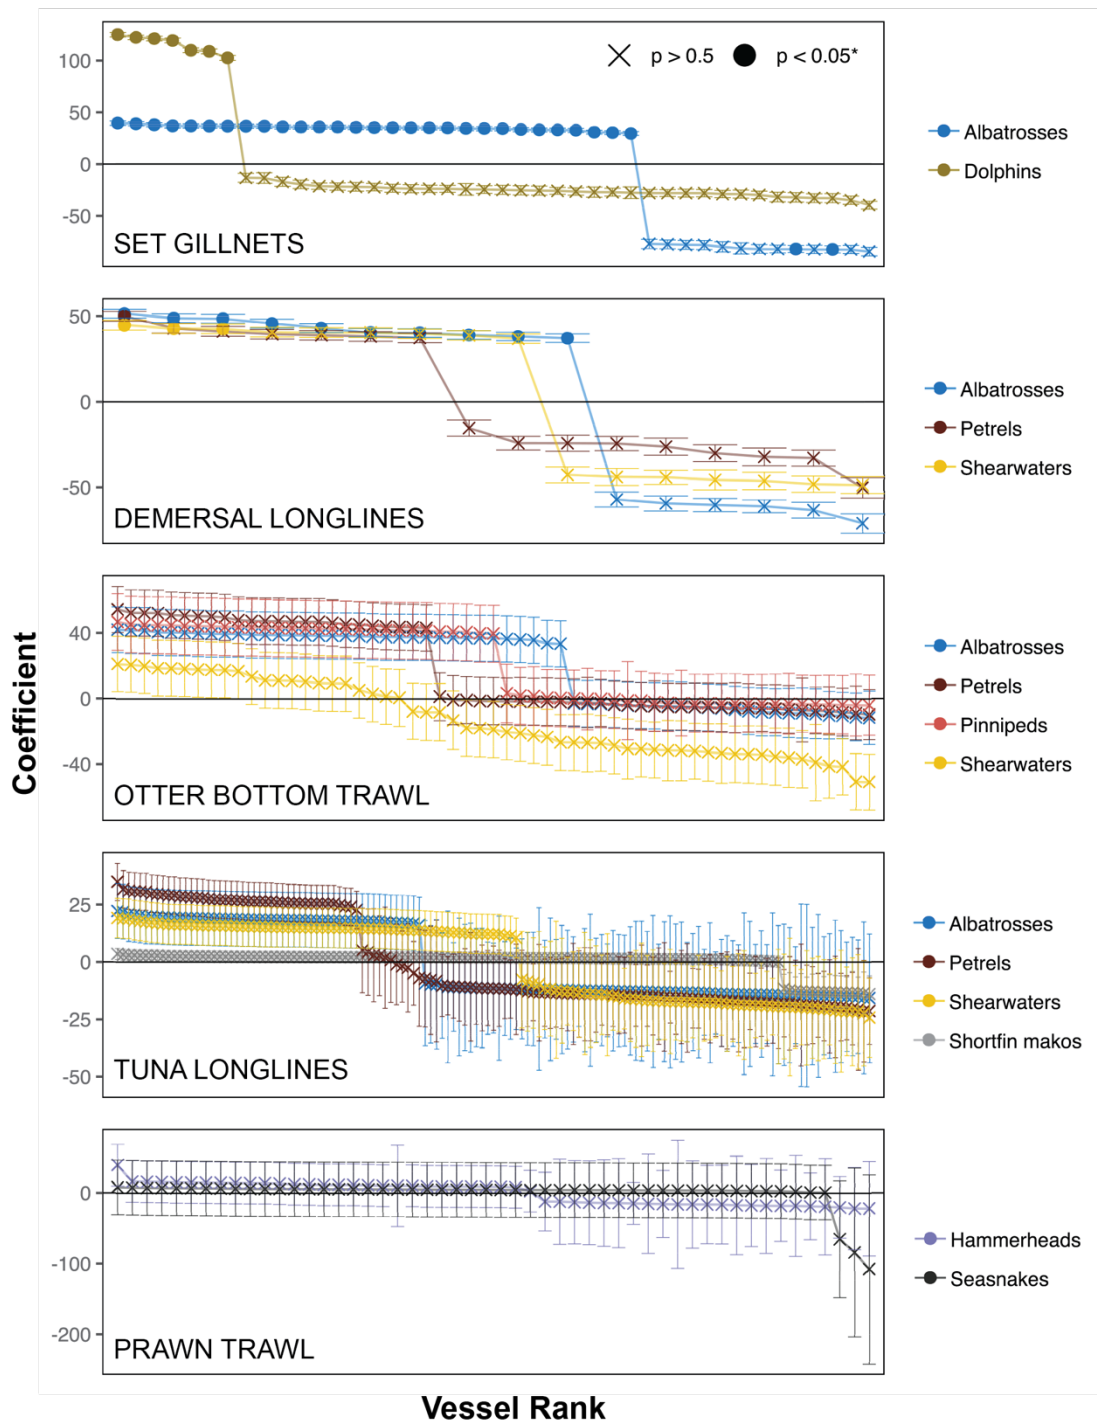 100
50
0
-50
p > 0.5
p < 0.05*
SET GILLNETS
Albatrosses
Dolphins
50
0
-50
DEMERSAL LONGLINES
Albatrosses
Petrels
Shearwaters
40
0
-40
OTTER BOTTOM TRAWL
Albatrosses
Petrels
Pinnipeds
Shearwaters
Coefficient
25
0
-25
-50
TUNA LONGLINES
Albatrosses
Petrels
Shearwaters
Shortfin makos
0
-100
-200
PRAWN TRAWL
Hammerheads
Seasnakes
Vessel Rank